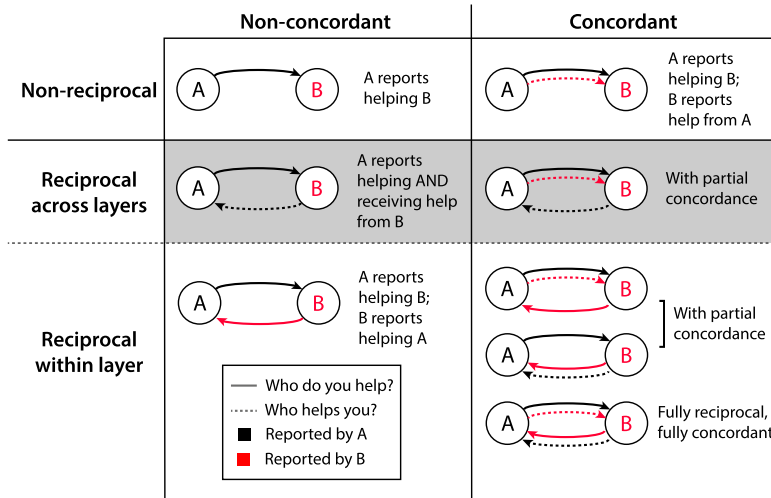 Non-concordant
Concordant
Non-reciprocal
A
B
A reports
helping B
A
B
A reports
helping B;
B reports
help from A
Reciprocal
across layers
A
B
A reports
helping AND
receiving help
from B
A
B
With partial
concordance
Reciprocal
within layer
A
B
A reports
helping B;
B reports
helping A
A
B
A
B
With partial
concordance
A
B
Fully reciprocal,
fully concordant
Who do you help?
Who helps you?
Reported by A
Reported by B